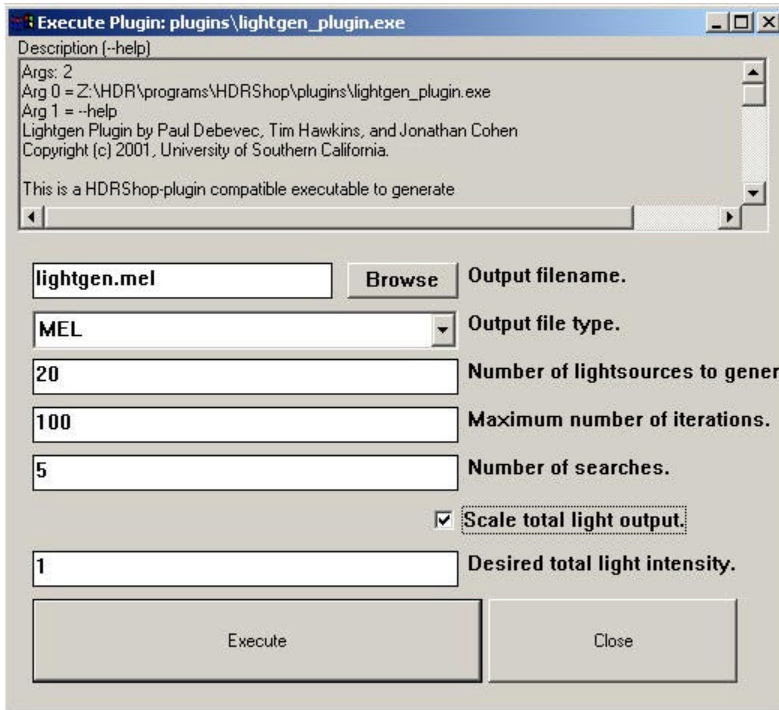 Execute Plugin: plugins\lightgen_plugin.exe
Description (--help)
Args: 2
Arg 0 = Z:\HDR\programs\HDRShop\plugins\lightgen_plugin.exe
Arg 1 = --help
Lightgen Plugin by Paul Debevec, Tim Hawkins, and Jonathan Cohen
Copyright (c) 2001, University of Southern California.
This is a HDRShop-plugin compatible executable to generate
lightgen.mel Browse Output filename.
MEL Output file type.
20 Number of lightsources to gener
100 Maximum number of iterations.
5 Number of searches.
Scale total light output.
1 Desired total light intensity.
Execute Close